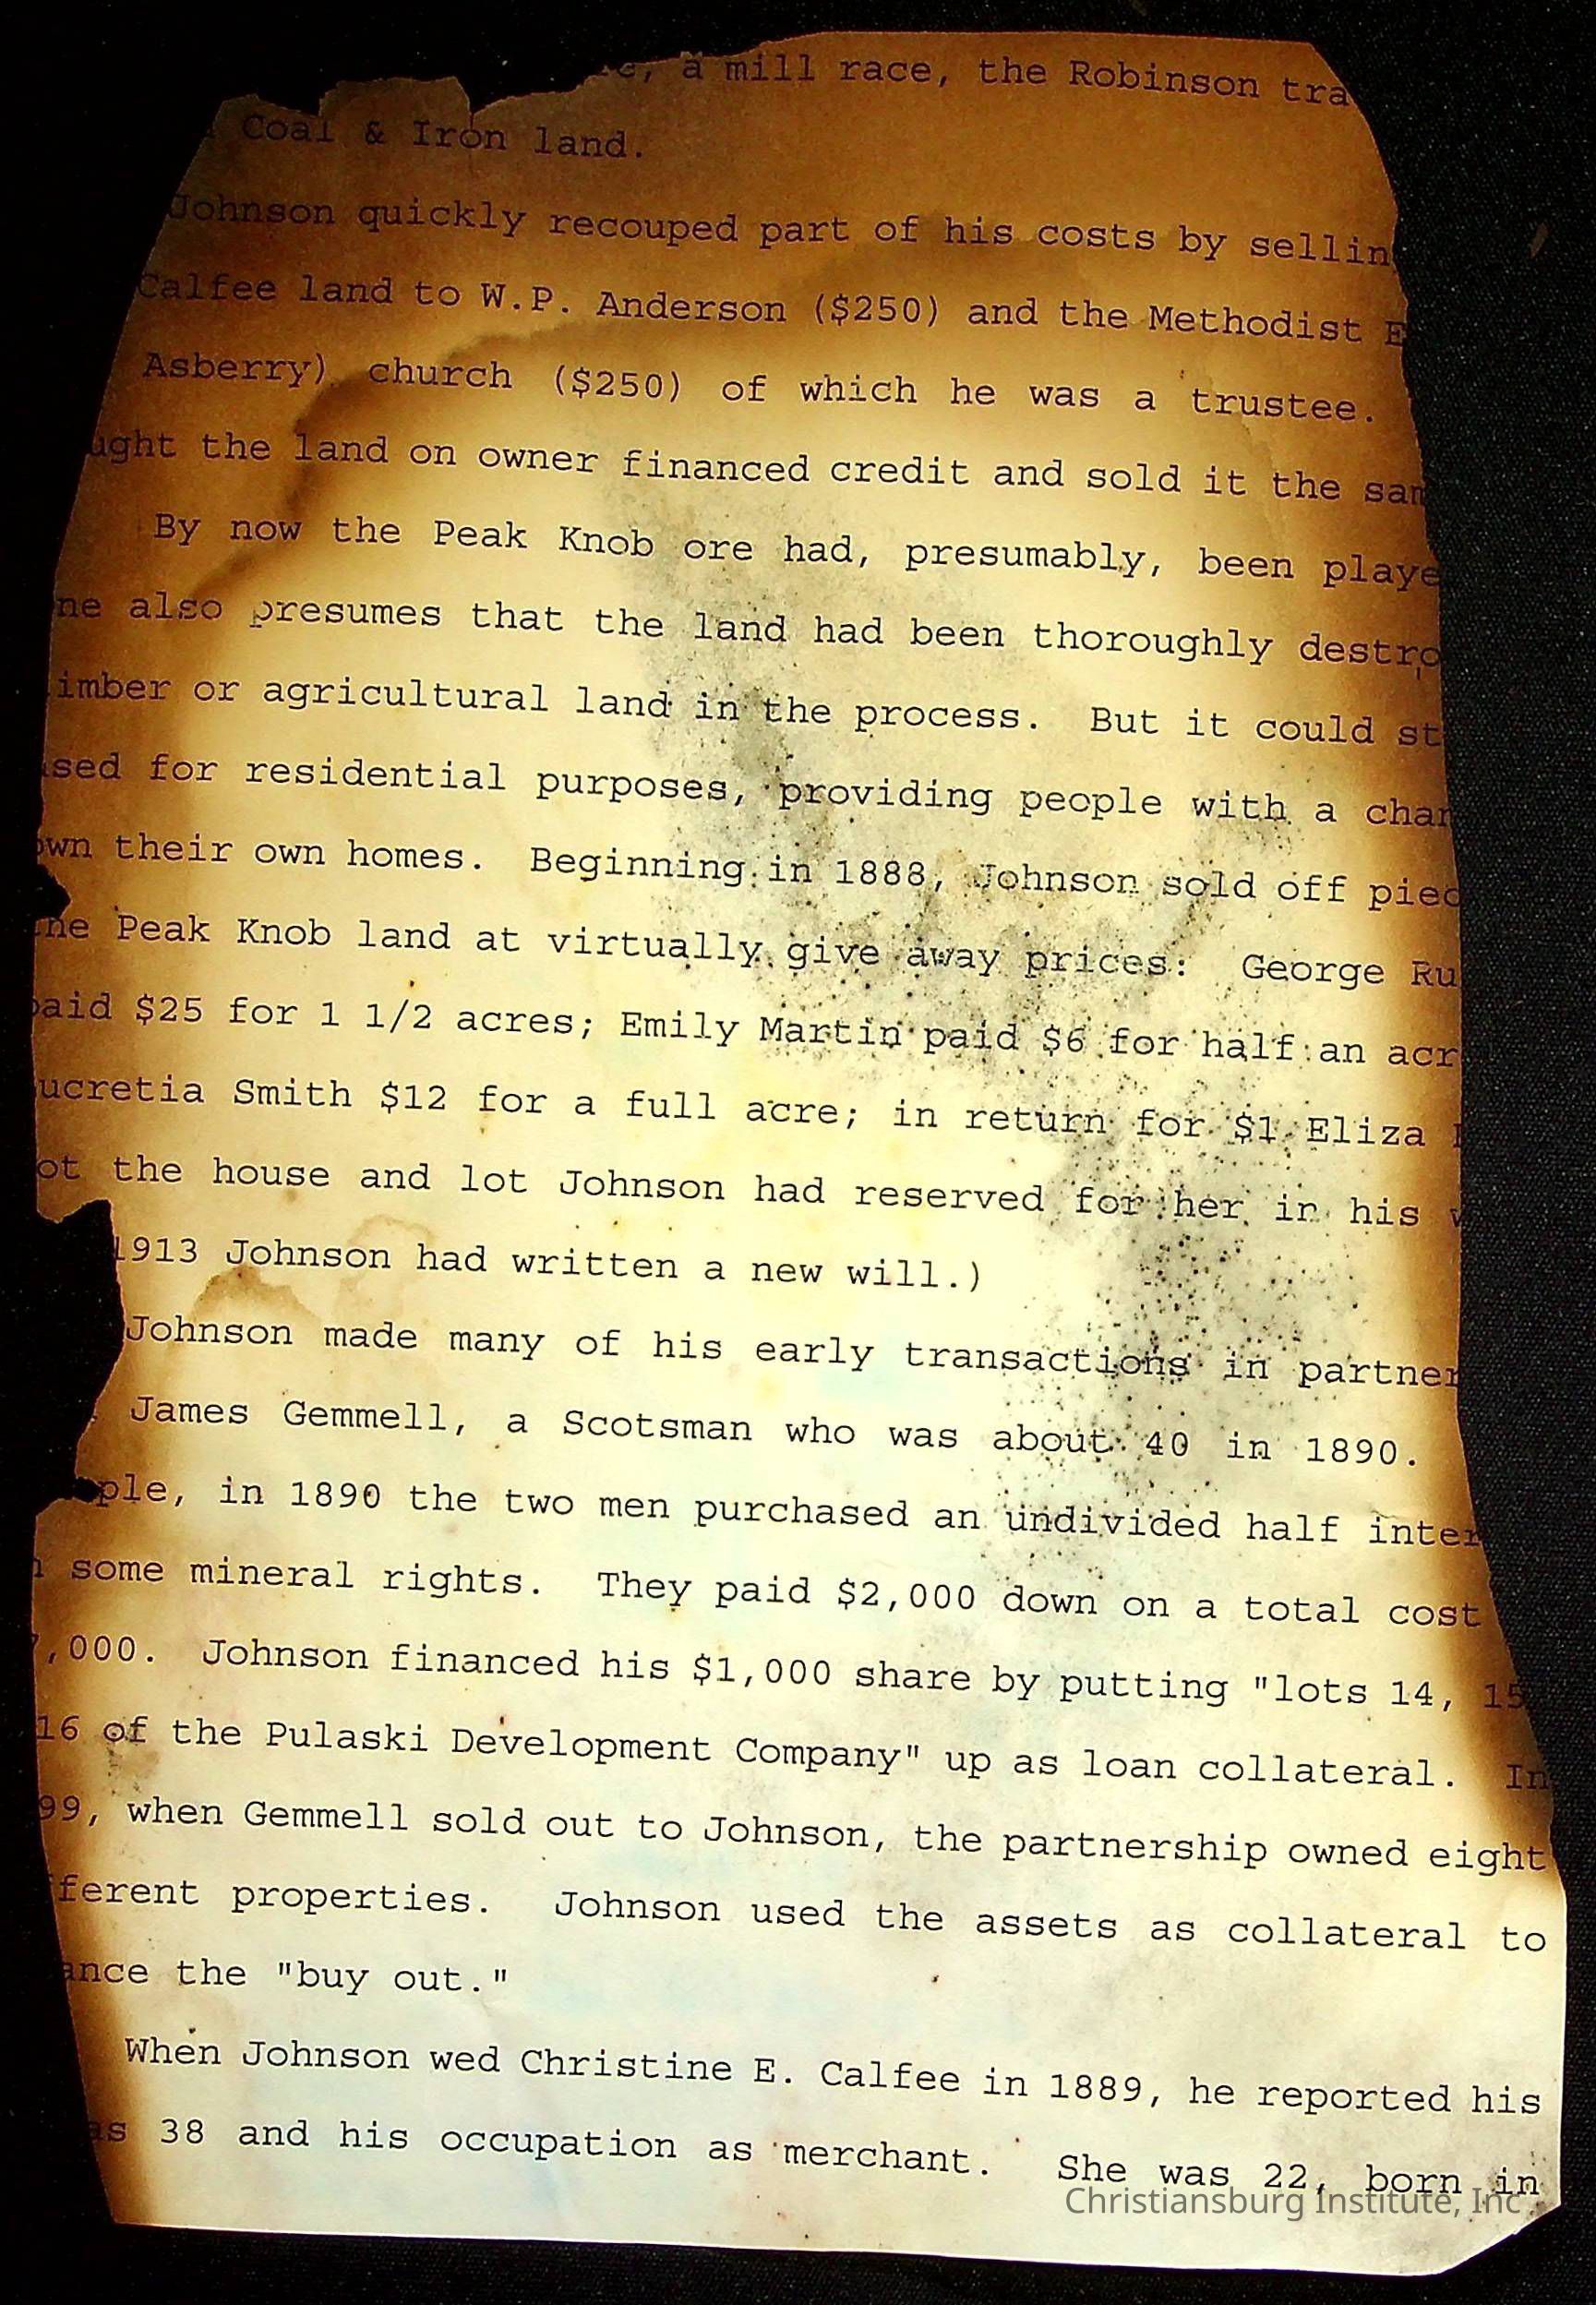 a mill race, the Robinson tra
Coal & Iron land.
Johnson quickly recouped part of his costs by sellin
Calfee land to W.P. Anderson ($250) and the Methodist E
Asberry) church ($250) of which he was a trustee.
ught the land on owner financed credit and sold it the sam
By now the Peak Knob ore had, presumably, been playe
ne also presumes that the land had been thoroughly destro
imber or agricultural land in the process. But it could st
sed for residential purposes, providing people with a chan
own their own homes. Beginning in 1888, Johnson sold off piec
he Peak Knob land at virtually give away prices: George Ru
paid $25 for 1 1/2 acres; Emily Martin paid $6 for half an acr
ucretia Smith $12 for a full acre; in return for $1 Eliza
ot the house and lot Johnson had reserved for her in his w
1913 Johnson had written a new will.)
Johnson made many of his early transactions in partner
James Gemmell, a Scotsman who was about 40 in 1890.
ple, in 1890 the two men purchased an undivided half inter
n some mineral rights. They paid $2,000 down on a total cost
,000. Johnson financed his $1,000 share by putting "lots 14, 15
16 of the Pulaski Development Company" up as loan collateral. In
99, when Gemmell sold out to Johnson, the partnership owned eight
fferent properties. Johnson used the assets as collateral to
ance the "buy out."
When Johnson wed Christine E. Calfee in 1889, he reported his
as 38 and his occupation as merchant. She was 22, born in
Christiansburg Institute, Inc